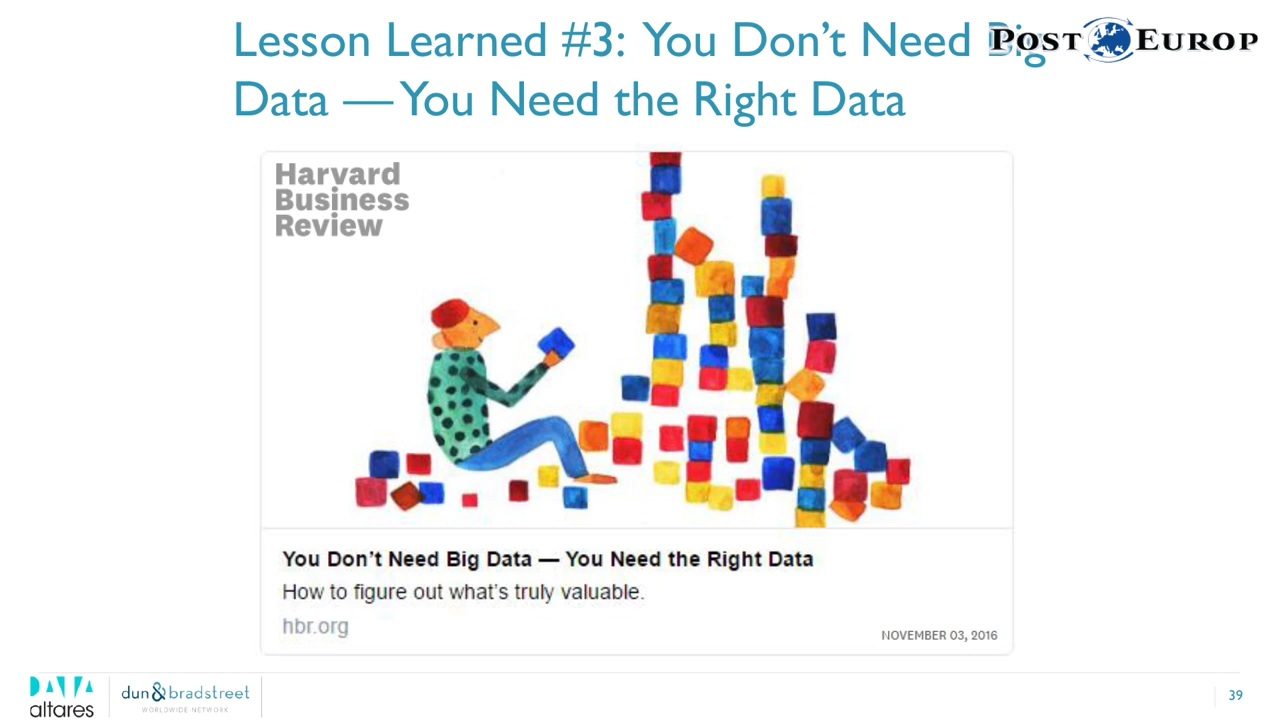 Lesson Learned #3: You Don’t Need Big
Data — You Need the Right Data
POST EUROP
Harvard
Business
Review
You Don’t Need Big Data — You Need the Right Data
How to figure out what’s truly valuable.
hbr.org
NOVEMBER 03, 2016
DATA
altares
dun & bradstreet
WORLDWIDE NETWORK
39